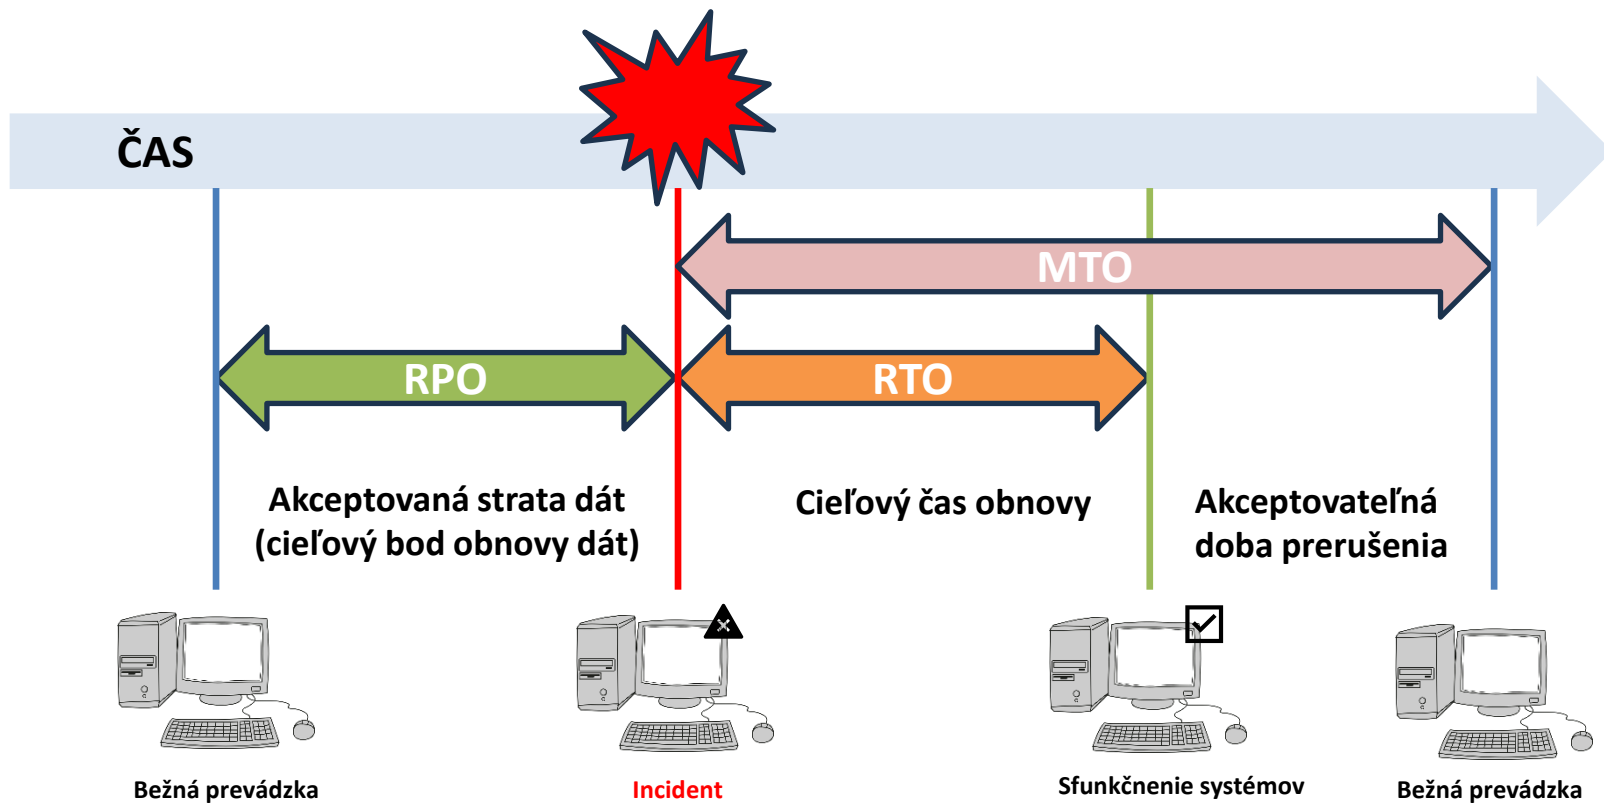 ČAS
MTO
RPO
RTO
Akceptovaná strata dát
(cieľový bod obnovy dát)
Cieľový čas obnovy
Akceptovateľná
doba prerušenia
Bežná prevádzka
Incident
Sfunkčnenie systémov
Bežná prevádzka